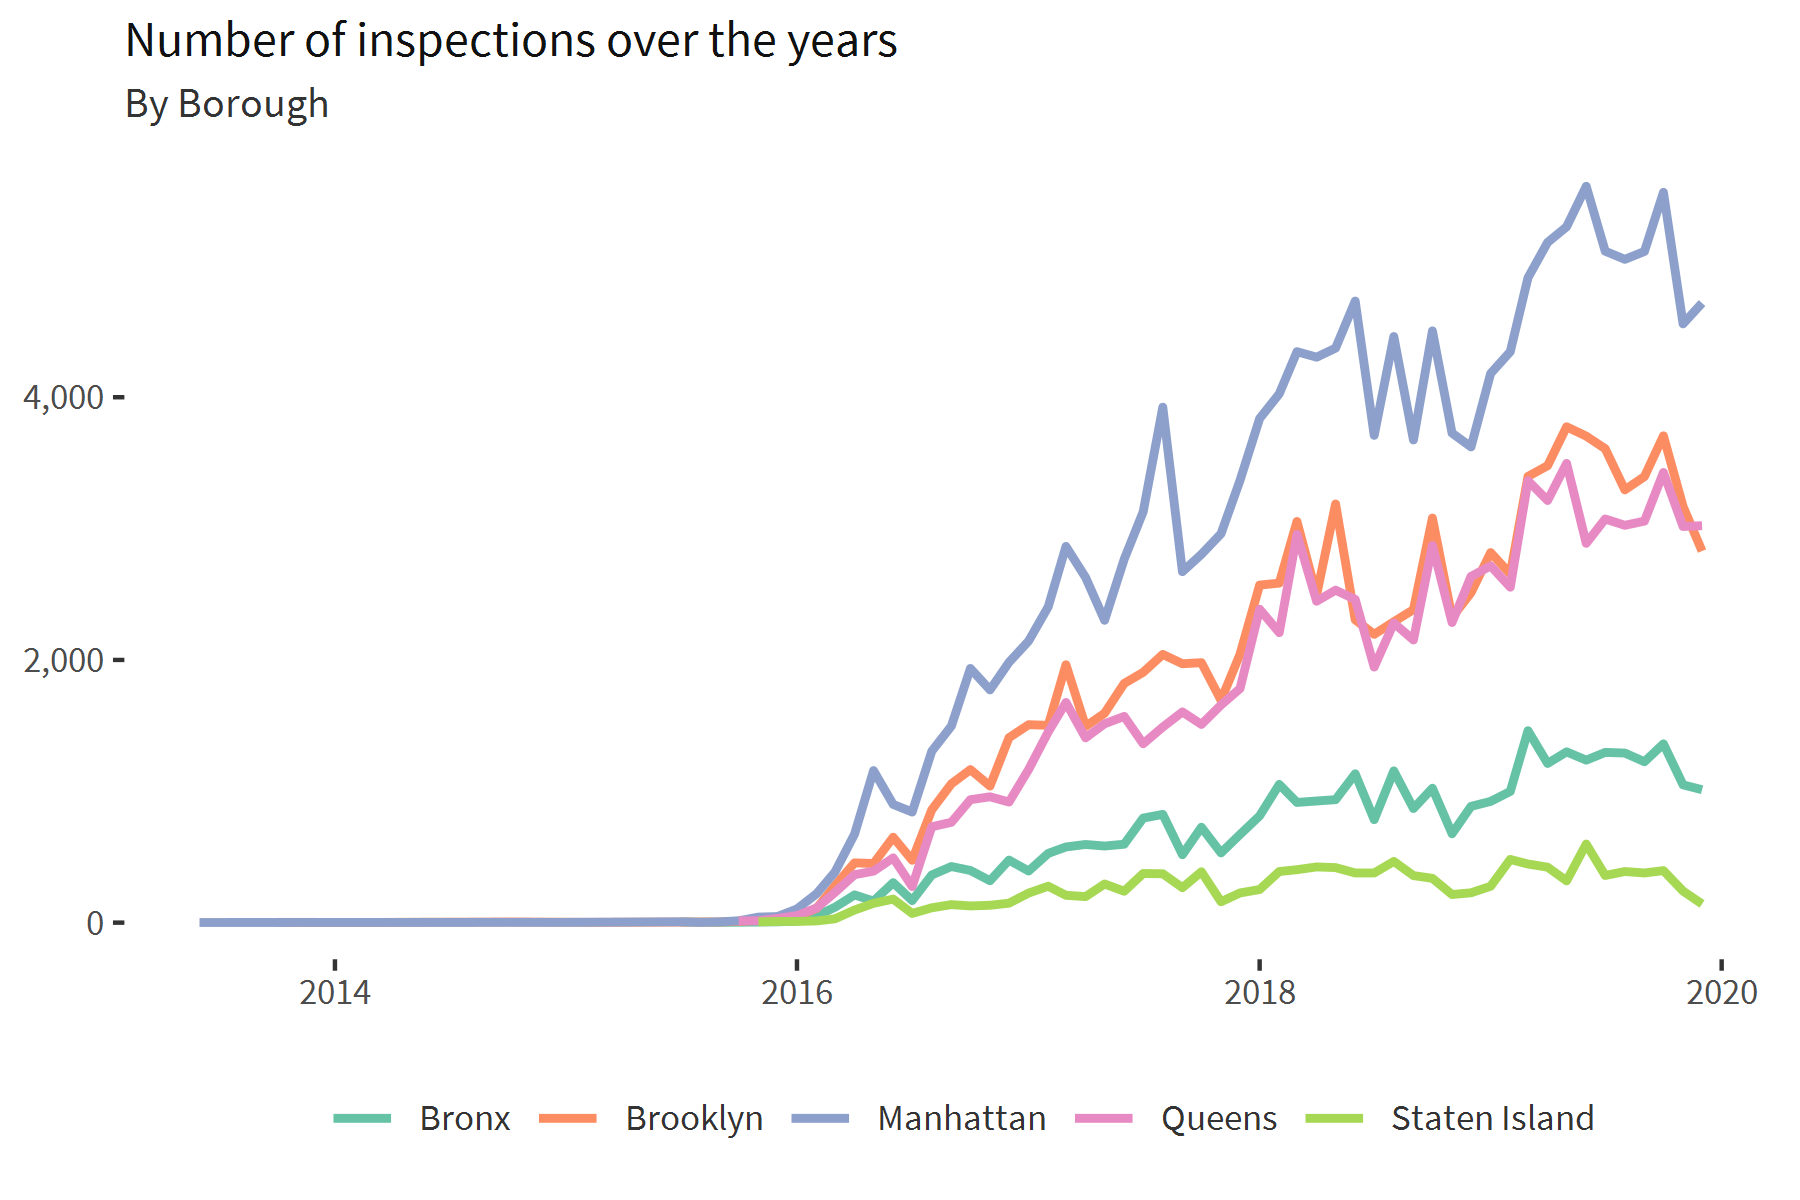 Number of inspections over the years
By Borough
4,000
2,000
0
2014 2016 2018 2020
Bronx Brooklyn Manhattan Queens Staten Island